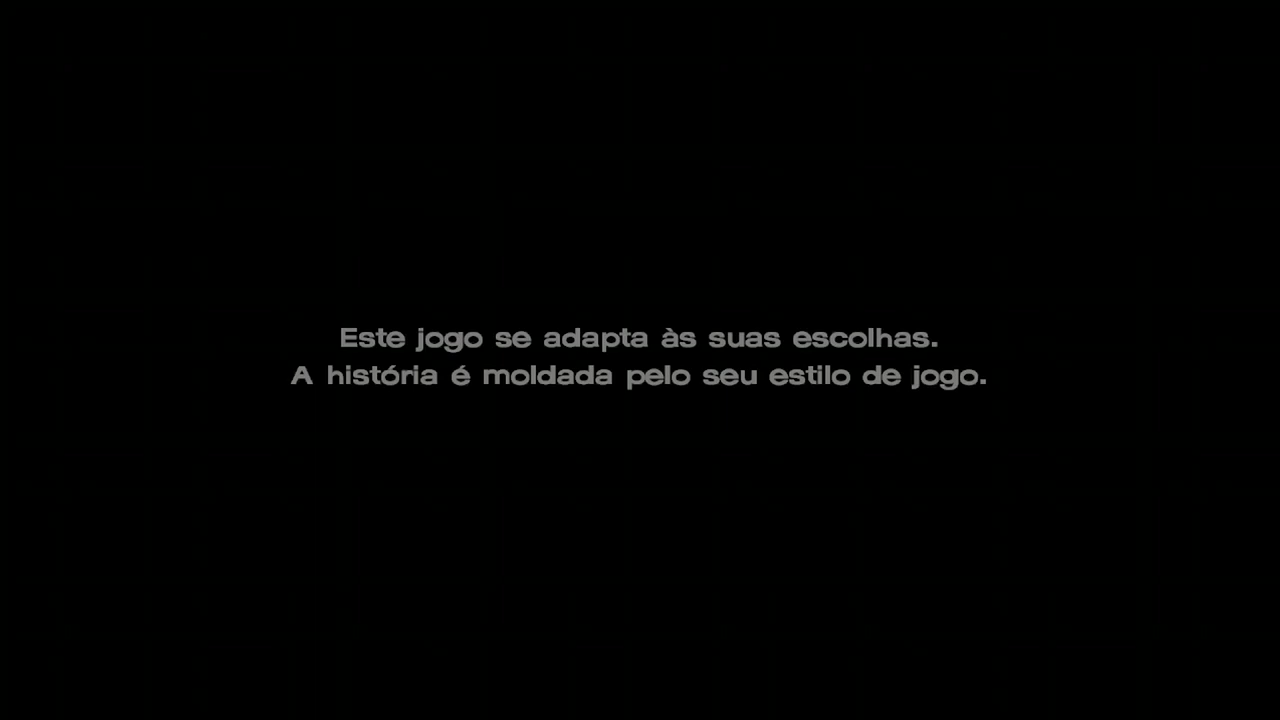 Este jogo se adapta às suas escolhas.
A história é moldada pelo seu estilo de jogo.